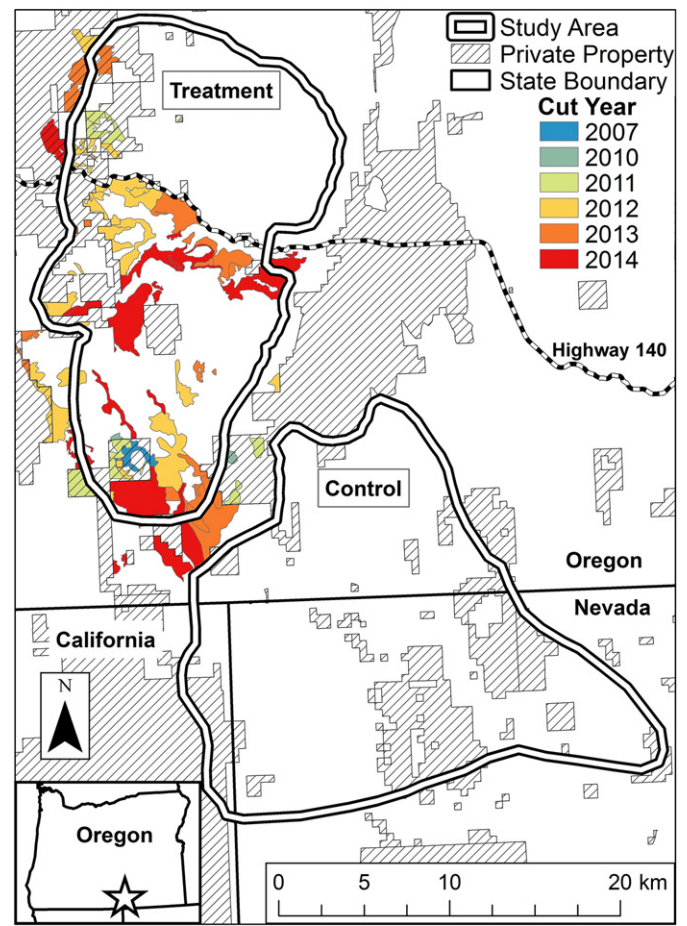 Study Area
Private Property
State Boundary
Cut Year
2007
2010
2011
2012
2013
2014
Treatment
Highway 140
Control
Oregon
Nevada
California
N
Oregon
0 5 10 20 km